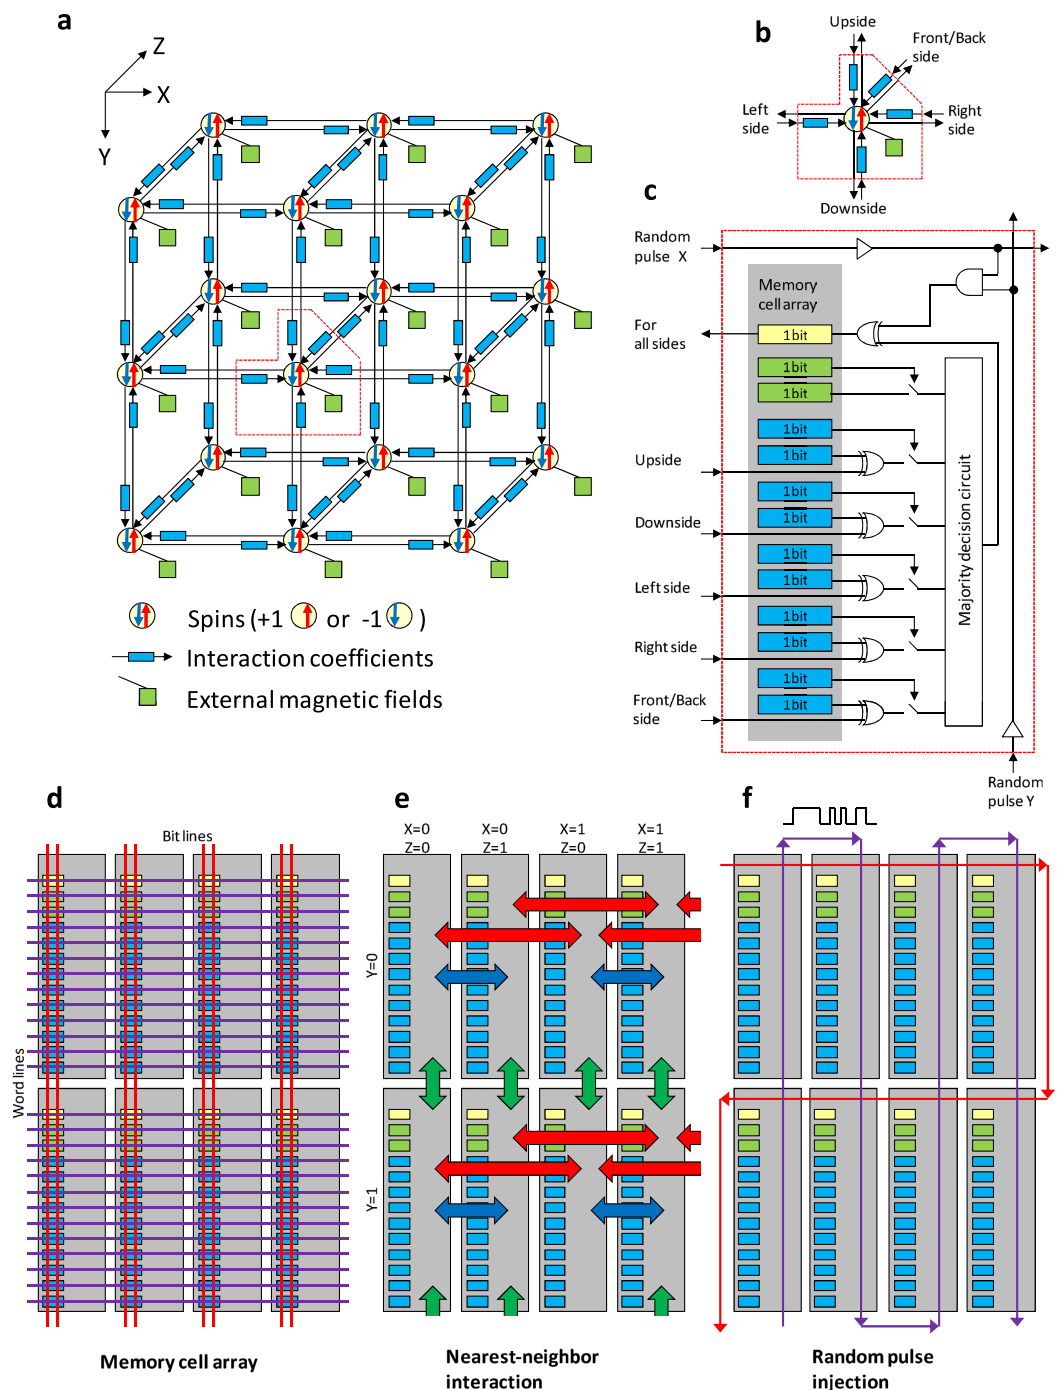 a
Z
X
Y
Spins (+1 or -1 )
Interaction coefficients
External magnetic fields
b
Upside
Front/Back
side
Left
side
Right
side
Downside
c
Random
pulse X
Memory
cell array
For
all sides
1bit
1bit
1bit
1bit
Upside
1bit
1bit
Downside
1bit
1bit
Left side
1bit
1bit
Right side
1bit
1bit
Front/Back
side
1bit
Majority decision circuit
Random
pulse Y
d
Bit lines
Word lines
Memory cell array
e
X=0
Z=0
X=0
Z=1
X=1
Z=0
X=1
Z=1
Y=0
Y=1
Nearest-neighbor
interaction
f
Random pulse
injection